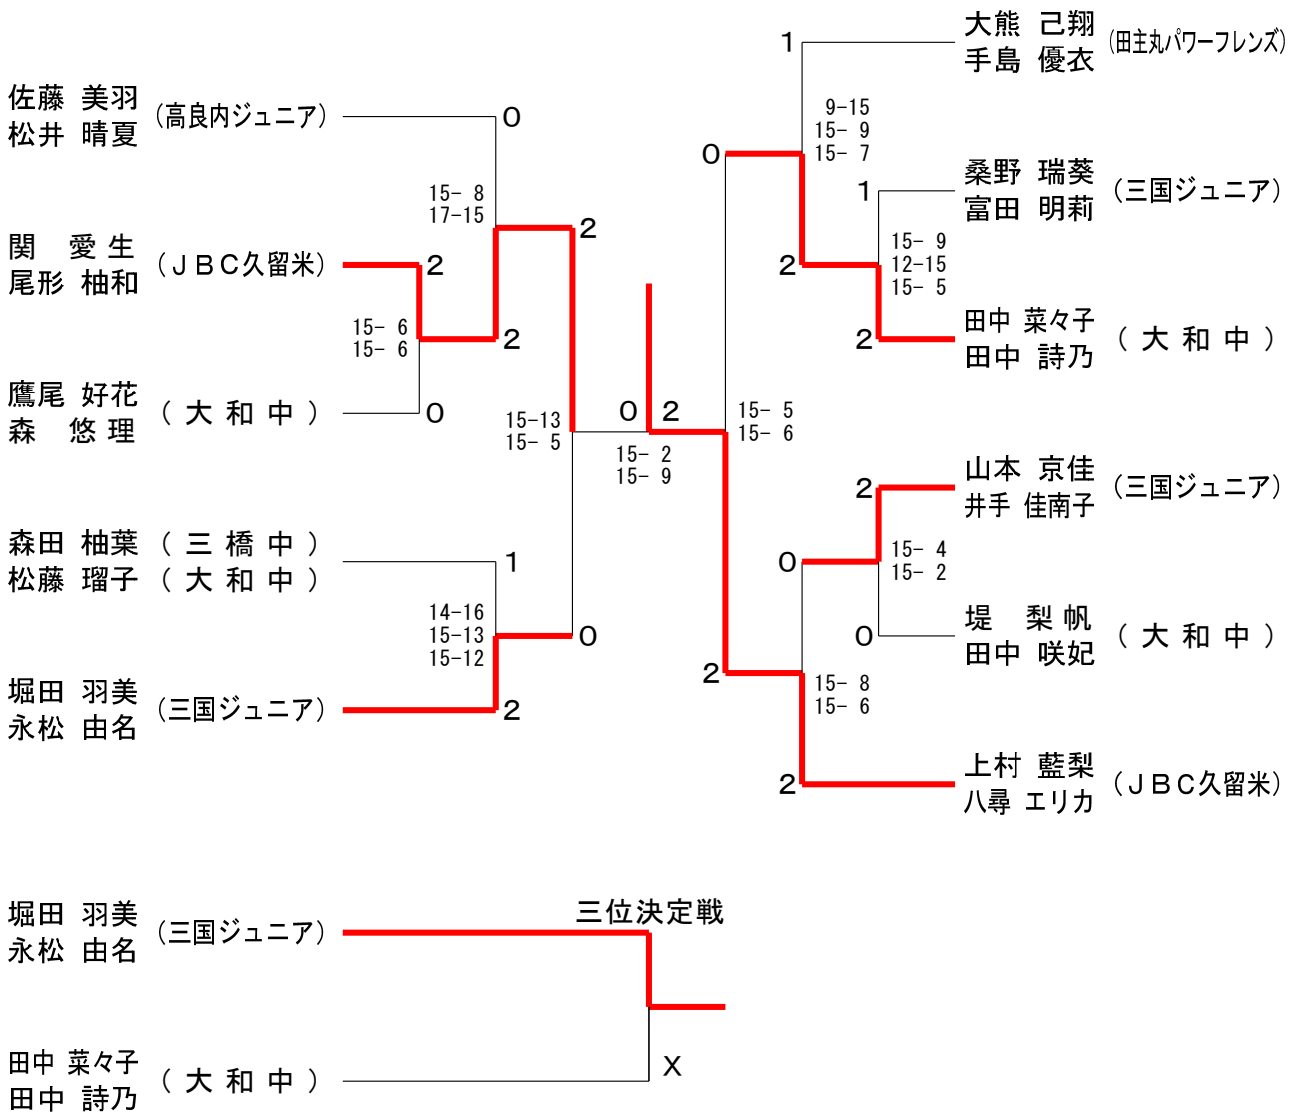 佐藤 美羽
松井 晴夏
(高良内ジュニア)
0
15- 8
17-15
2
関 愛生
尾形 柚和
(JBC久留米)
2
15- 6
15- 6
2
鷹尾 好花
森 悠理
(大和中)
0
15-13
15- 5
森田 柚葉 (三橋中)
松藤 瑠子 (大和中)
1
14-16
15-13
15-12
0
堀田 羽美
永松 由名
(三国ジュニア)
2
0 2
15- 2
15- 9
大熊 己翔
手島 優衣
(田主丸パワーフレンズ)
1
9-15
15- 9
15- 7
0
桑野 瑞葵
富田 明莉
(三国ジュニア)
1
15- 9
12-15
15- 5
2
田中 菜々子
田中 詩乃
(大和中)
2
15- 5
15- 6
山本 京佳
井手 佳南子
(三国ジュニア)
2
15- 4
15- 2
0
堤 梨帆
田中 咲妃
(大和中)
0
2
15- 8
15- 6
上村 藍梨
八尋 エリカ
(JBC久留米)
2
三位決定戦
堀田 羽美
永松 由名
(三国ジュニア)
田中 菜々子
田中 詩乃
(大和中)
X